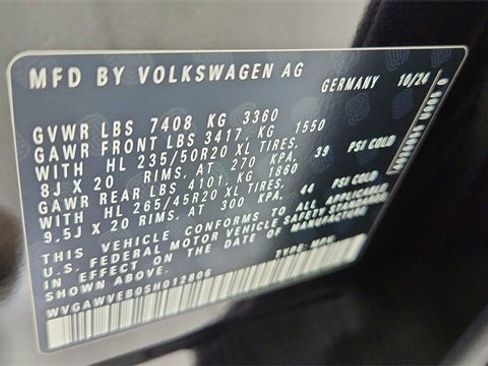 MFD BY VOLKSWAGEN AG GERMANY 10/24
GVWR LBS 7408 KG 3360
GAWR FRONT LBS 3417, KG 1550
WITH HL 235/50R20 XL TIRES,
8J X 20 RIMS, AT 270 KPA, 39 PSI COLD
GAWR REAR LBS 4101, KG 1860
WITH HL 265/45R20 XL TIRES,
9.5J X 20 RIMS, AT 300 KPA, 44 PSI COLD
THIS VEHICLE CONFORMS TO ALL APPLICABLE
U.S. FEDERAL MOTOR VEHICLE SAFETY STANDARDS
IN EFFECT ON THE DATE OF MANUFACTURE
SHOWN ABOVE.
WVGAWVEB0SH012806 TYPE: MPV